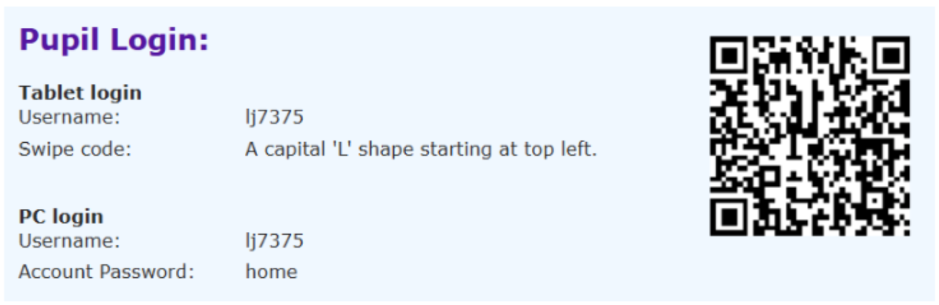 Pupil Login:
Tablet login
Username: lj7375
Swipe code: A capital 'L' shape starting at top left.
PC login
Username: lj7375
Account Password: home